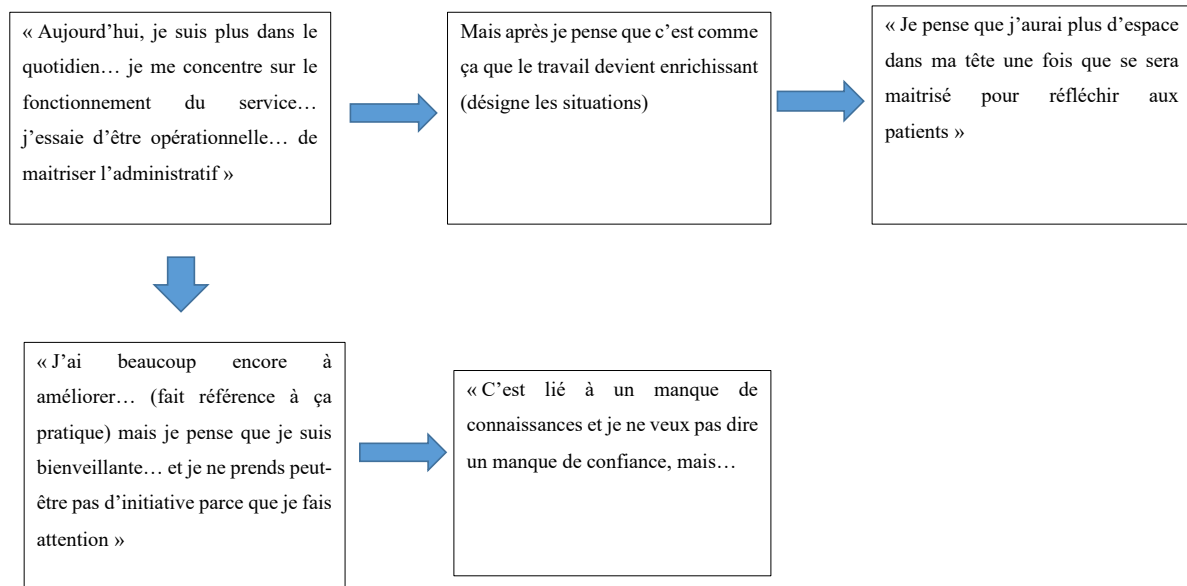 « Aujourd’hui, je suis plus dans le
quotidien… je me concentre sur le
fonctionnement du service…
j’essaie d’être opérationnelle… de
maitriser l’administratif »
Mais après je pense que c’est comme
ça que le travail devient enrichissant
(désigne les situations)
« Je pense que j’aurai plus d’espace
dans ma tête une fois que se sera
maitrisé pour réfléchir aux
patients »
« J’ai beaucoup encore à
améliorer… (fait référence à ça
pratique) mais je pense que je suis
bienveillante… et je ne prends peut-
être pas d’initiative parce que je fais
attention »
« C’est lié à un manque de
connaissances et je ne veux pas dire
un manque de confiance, mais…